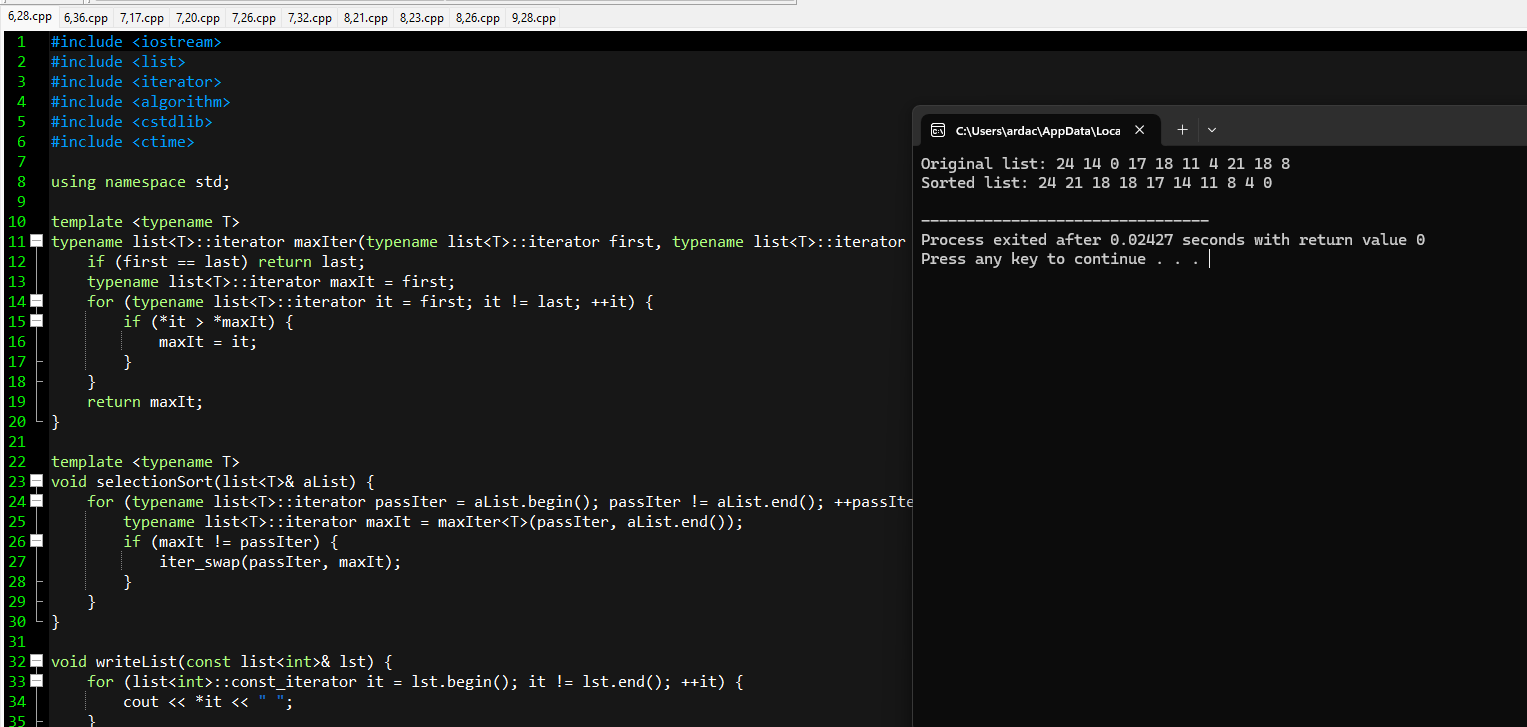 6,28.cpp 6,36.cpp 7,17.cpp 7,20.cpp 7,26.cpp 7,32.cpp 8,21.cpp 8,23.cpp 8,26.cpp 9,28.cpp
1 #include <iostream>
2 #include <list>
3 #include <iterator>
4 #include <algorithm>
5 #include <cstdlib>
6 #include <ctime>
7
8 using namespace std;
9
10 template <typename T>
11 typename list<T>::iterator maxIter(typename list<T>::iterator first, typename list<T>::iterator
12 if (first == last) return last;
13 typename list<T>::iterator maxIt = first;
14 for (typename list<T>::iterator it = first; it != last; ++it) {
15 if (*it > *maxIt) {
16 maxIt = it;
17 }
18 }
19 return maxIt;
20 }
21
22 template <typename T>
23 void selectionSort(list<T>& aList) {
24 for (typename list<T>::iterator passIter = aList.begin(); passIter != aList.end(); ++passIte
25 typename list<T>::iterator maxIt = maxIter<T>(passIter, aList.end());
26 if (maxIt != passIter) {
27 iter_swap(passIter, maxIt);
28 }
29 }
30 }
31
32 void writeList(const list<int>& lst) {
33 for (list<int>::const_iterator it = lst.begin(); it != lst.end(); ++it) {
34 cout << *it << " ";
35 }
C:\Users\ardac\AppData\Loca
Original list: 24 14 0 17 18 11 4 21 18 8
Sorted list: 24 21 18 18 17 14 11 8 4 0
--------------------------------
Process exited after 0.02427 seconds with return value 0
Press any key to continue . . .